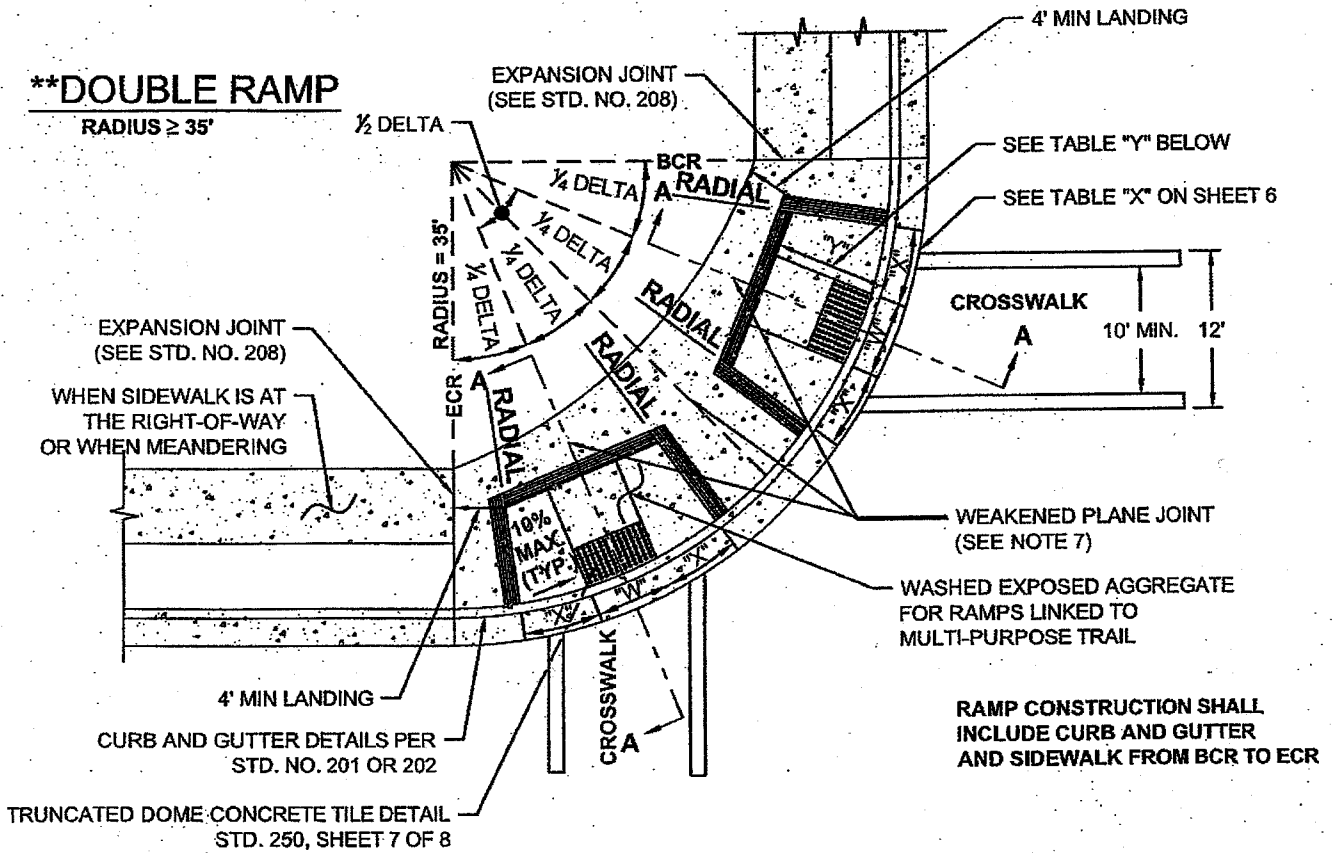 **DOUBLE RAMP
RADIUS ≥ 35'
EXPANSION JOINT
(SEE STD. NO. 208)
4' MIN LANDING
½ DELTA
SEE TABLE "Y" BELOW
SEE TABLE "X" ON SHEET 6
BCR
¼ DELTA
A
RADIAL
¼ DELTA
¼ DELTA
¼ DELTA
RADIUS = 35'
ECR
"Y"
"X"
"W"
"X"
CROSSWALK
A
10' MIN.
12'
RADIAL
RADIAL
A
RADIAL
EXPANSION JOINT
(SEE STD. NO. 208)
WHEN SIDEWALK IS AT
THE RIGHT-OF-WAY
OR WHEN MEANDERING
10%
MAX.
(TYP.)
"X"
"W"
"X"
CROSSWALK
A
WEAKENED PLANE JOINT
(SEE NOTE 7)
WASHED EXPOSED AGGREGATE
FOR RAMPS LINKED TO
MULTI-PURPOSE TRAIL
4' MIN LANDING
CURB AND GUTTER DETAILS PER
STD. NO. 201 OR 202
TRUNCATED DOME CONCRETE TILE DETAIL
STD. 250, SHEET 7 OF 8
RAMP CONSTRUCTION SHALL
INCLUDE CURB AND GUTTER
AND SIDEWALK FROM BCR TO ECR